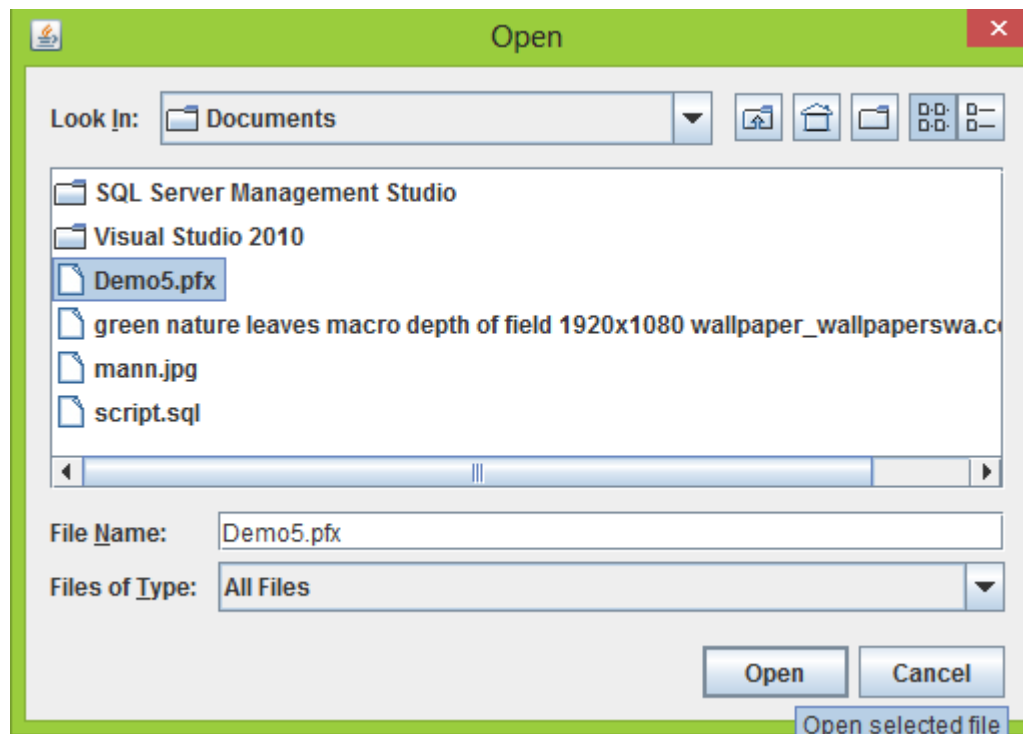 Open
Look In: Documents
SQL Server Management Studio
Visual Studio 2010
Demo5.pfx
green nature leaves macro depth of field 1920x1080 wallpaper_wallpaperswa.c
mann.jpg
script.sql
File Name: Demo5.pfx
Files of Type: All Files
Open Cancel
Open selected file